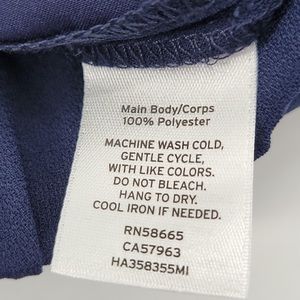 Main Body/Corps
100% Polyester
MACHINE WASH COLD,
GENTLE CYCLE,
WITH LIKE COLORS.
DO NOT BLEACH.
HANG TO DRY.
COOL IRON IF NEEDED.
RN58665
CA57963
HA358355MI